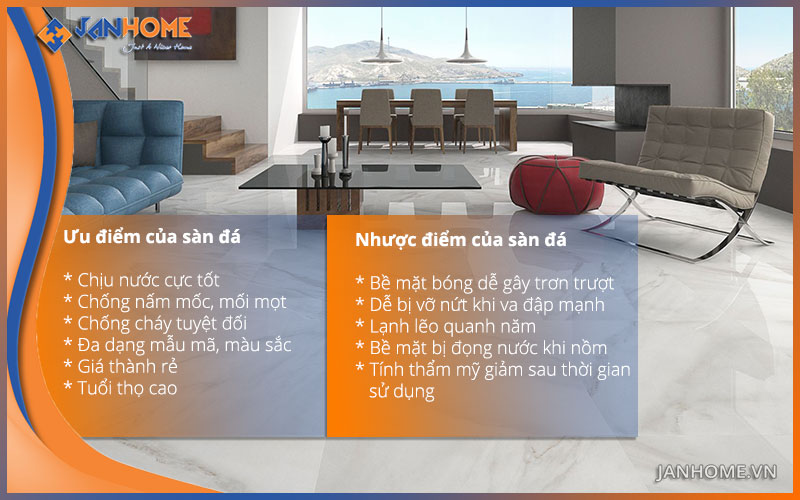 JANHOME
Just A Nicer Home
Ưu điểm của sàn đá
* Chịu nước cực tốt
* Chống nấm mốc, mối mọt
* Chống cháy tuyệt đối
* Đa dạng mẫu mã, màu sắc
* Giá thành rẻ
* Tuổi thọ cao
Nhược điểm của sàn đá
* Bề mặt bóng dễ gây trơn trượt
* Dễ bị vỡ nứt khi va đập mạnh
* Lạnh lẽo quanh năm
* Bề mặt bị đọng nước khi nồm
* Tính thẩm mỹ giảm sau thời gian
sử dụng
JANHOME.VN